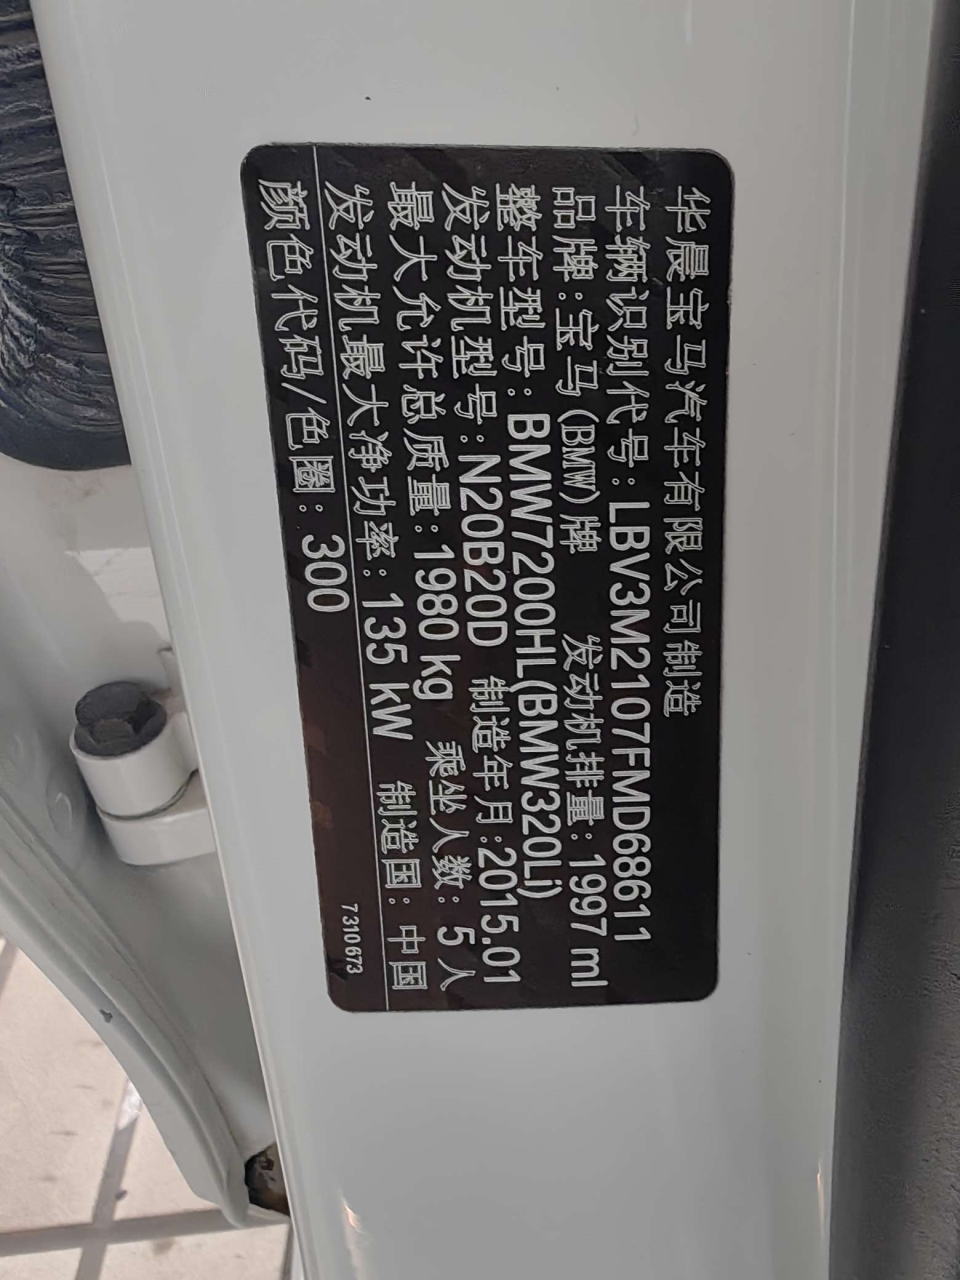 华晨宝马汽车有限公司制造
车辆识别代号:LBV3M2107FMD68611
品牌:宝马(BMW)牌 发动机排量:1997 ml
整车型号:BMW7200HL(BMW320Li)
发动机型号:N20B20D 制造年月:2015.01
最大允许总质量:1980 kg 乘坐人数:5人
发动机最大净功率:135 kW 制造国:中国
颜色代码/色圈:300
7310673